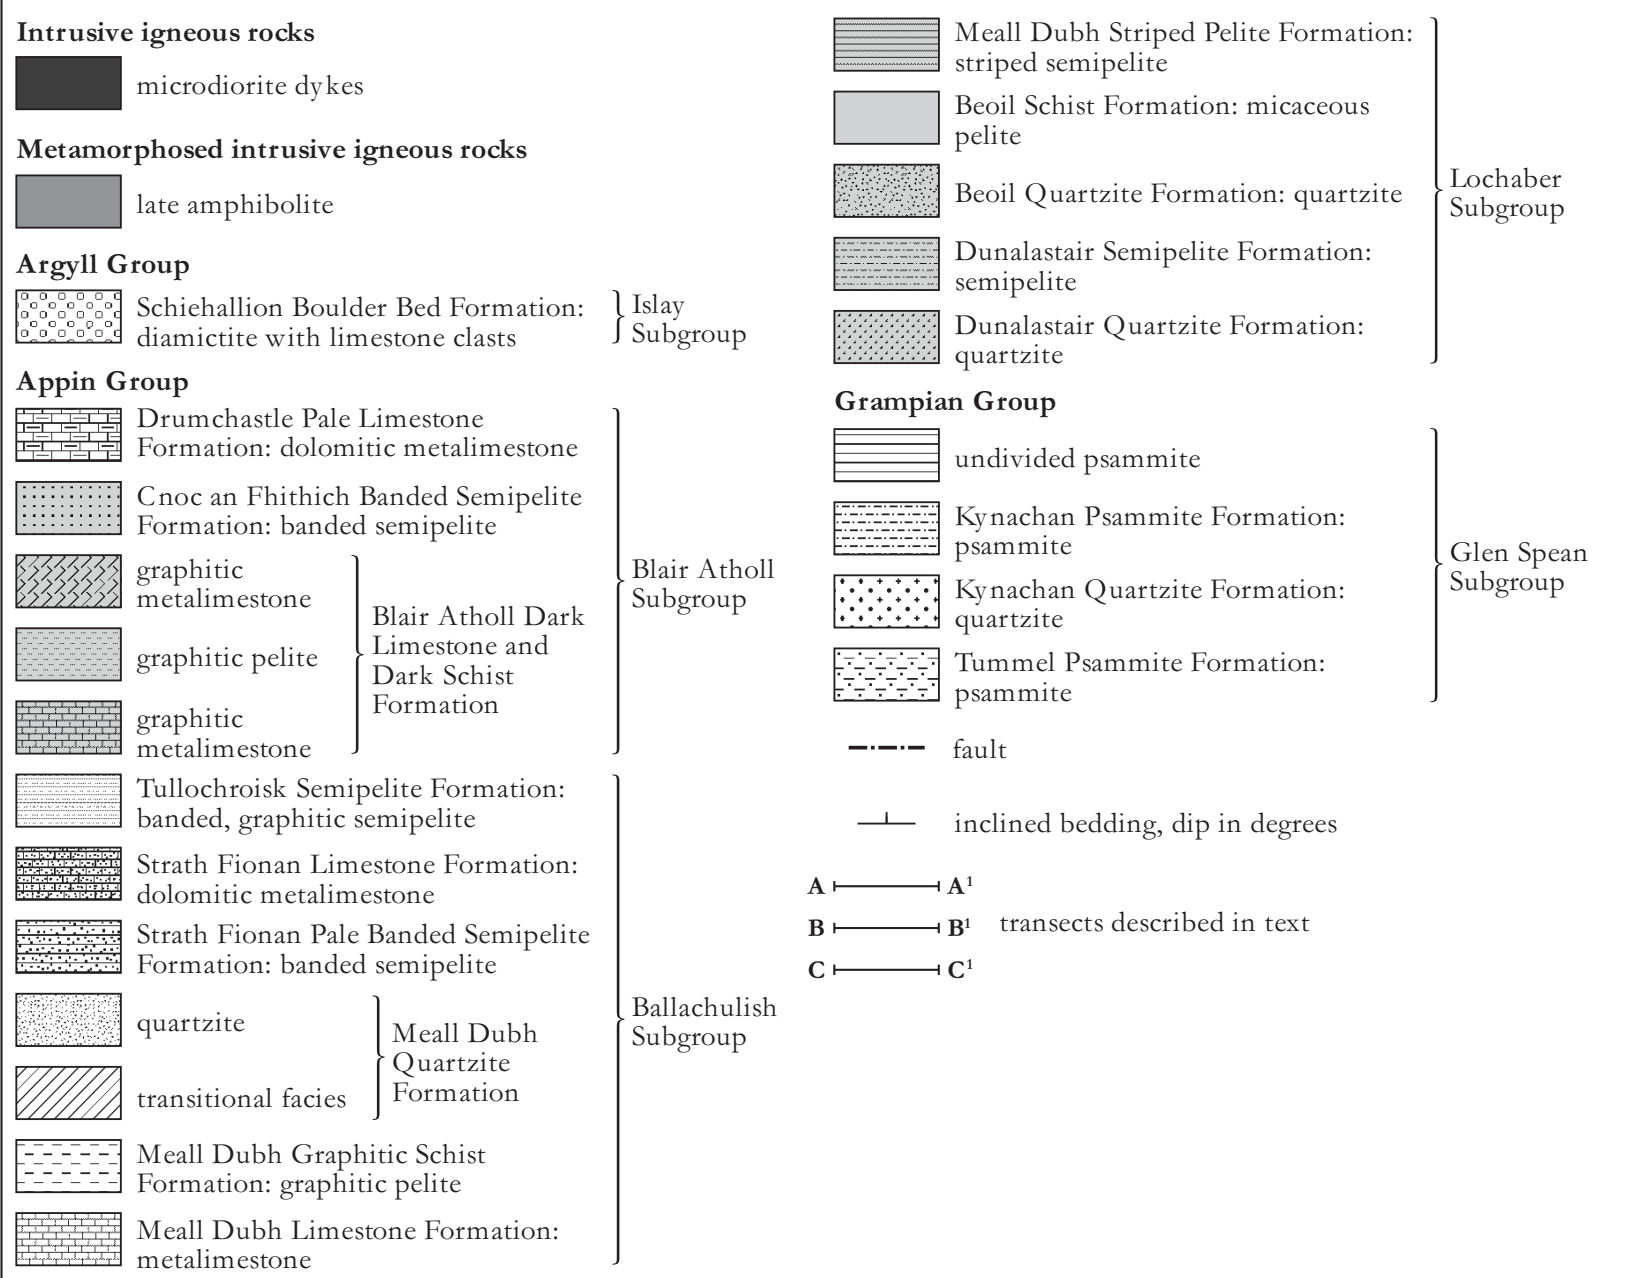 Intrusive igneous rocks
microdiorite dykes
Metamorphosed intrusive igneous rocks
late amphibolite
Argyll Group
Schiehallion Boulder Bed Formation:
diamictite with limestone clasts
Islay
Subgroup
Appin Group
Drumchastle Pale Limestone
Formation: dolomitic metalimestone
Cnoc an Fhithich Banded Semipelite
Formation: banded semipelite
graphitic
metalimestone
graphitic pelite
graphitic
metalimestone
Blair Atholl Dark
Limestone and
Dark Schist
Formation
Blair Atholl
Subgroup
Tullochroisk Semipelite Formation:
banded, graphitic semipelite
Strath Fionan Limestone Formation:
dolomitic metalimestone
Strath Fionan Pale Banded Semipelite
Formation: banded semipelite
quartzite
transitional facies
Meall Dubh
Quartzite
Formation
Meall Dubh Graphitic Schist
Formation: graphitic pelite
Meall Dubh Limestone Formation:
metalimestone
Ballachulish
Subgroup
Meall Dubh Striped Pelite Formation:
striped semipelite
Beoil Schist Formation: micaceous
pelite
Beoil Quartzite Formation: quartzite
Dunalastair Semipelite Formation:
semipelite
Dunalastair Quartzite Formation:
quartzite
Lochaber
Subgroup
Grampian Group
undivided psammite
Kynachan Psammite Formation:
psammite
Kynachan Quartzite Formation:
quartzite
Tummel Psammite Formation:
psammite
Glen Spean
Subgroup
fault
inclined bedding, dip in degrees
A A¹
B B¹
C C¹
transects described in text